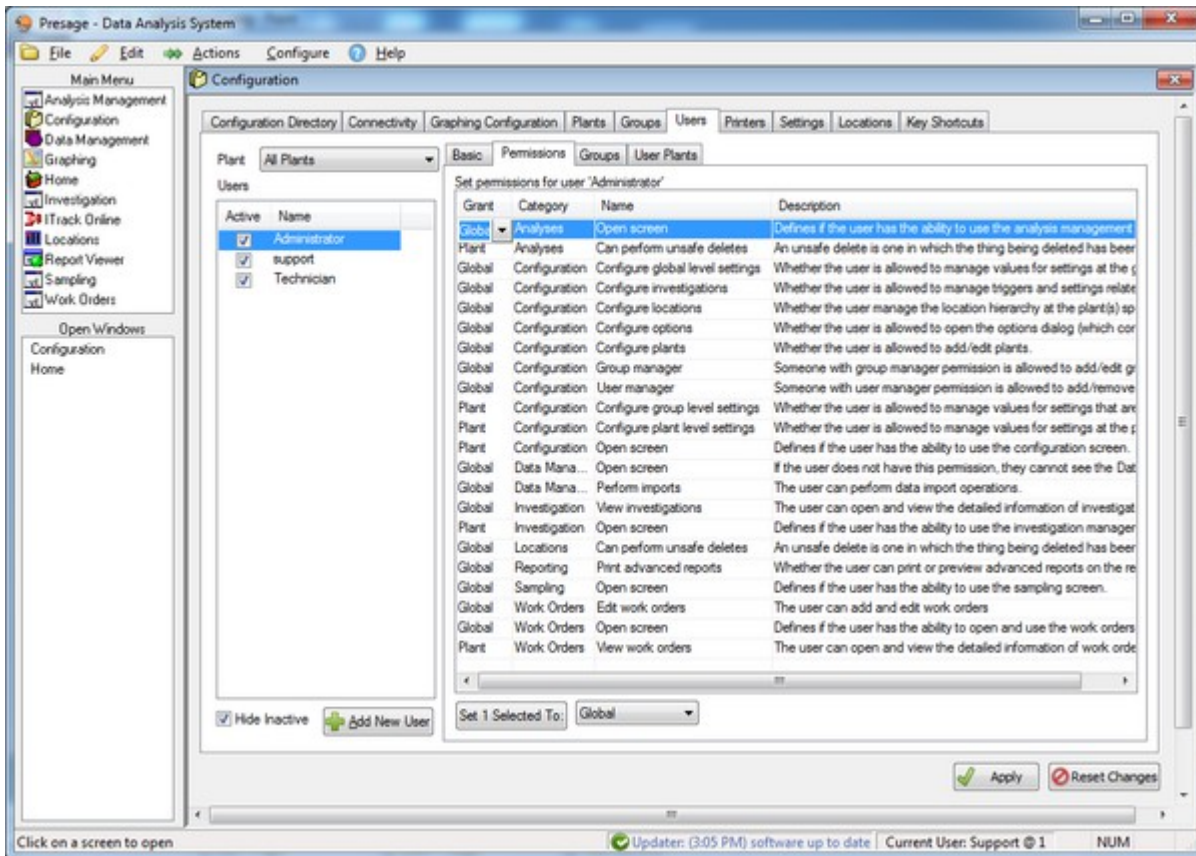 Presage - Data Analysis System
File Edit Actions Configure Help
Main Menu
Analysis Management
Configuration
Data Management
Graphing
Home
Investigation
ITrack Online
Locations
Report Viewer
Sampling
Work Orders
Open Windows
Configuration
Home
Configuration
Configuration Directory Connectivity Graphing Configuration Plants Groups Users Printers Settings Locations Key Shortcuts
Plant All Plants
Users
Active Name
Administrator
support
Technician
Hide Inactive Add New User
Basic Permissions Groups User Plants
Set permissions for user 'Administrator'
Grant Category Name Description
Globa Analyses Open screen Defines if the user has the ability to use the analysis management
Plant Analyses Can perform unsafe deletes An unsafe delete is one in which the thing being deleted has beer
Global Configuration Configure global level settings Whether the user is allowed to manage values for settings at the g
Global Configuration Configure investigations Whether the user is allowed to manage triggers and settings relate
Global Configuration Configure locations Whether the user manage the location hierarchy at the plant(s) sp
Global Configuration Configure options Whether the user is allowed to open the options dialog (which cor
Global Configuration Configure plants Whether the user is allowed to add/edit plants.
Global Configuration Group manager Someone with group manager permission is allowed to add/edit gr
Global Configuration User manager Someone with user manager permission is allowed to add/remove
Plant Configuration Configure group level settings Whether the user is allowed to manage values for settings that are
Plant Configuration Configure plant level settings Whether the user is allowed to manage values for settings at the p
Plant Configuration Open screen Defines if the user has the ability to use the configuration screen.
Global Data Mana... Open screen If the user does not have this permission, they cannot see the Dat
Global Data Mana... Perform imports The user can perform data import operations.
Global Investigation View investigations The user can open and view the detailed information of investigat
Plant Investigation Open screen Defines if the user has the ability to use the investigation manager
Global Locations Can perform unsafe deletes An unsafe delete is one in which the thing being deleted has beer
Global Reporting Print advanced reports Whether the user can print or preview advanced reports on the re
Global Sampling Open screen Defines if the user has the ability to use the sampling screen.
Global Work Orders Edit work orders The user can add and edit work orders
Global Work Orders Open screen Defines if the user has the ability to open and use the work orders
Plant Work Orders View work orders The user can open and view the detailed information of work orde
Set 1 Selected To: Global
Apply Reset Changes
Click on a screen to open Updater: (3:05 PM) software up to date Current User: Support @ 1 NUM